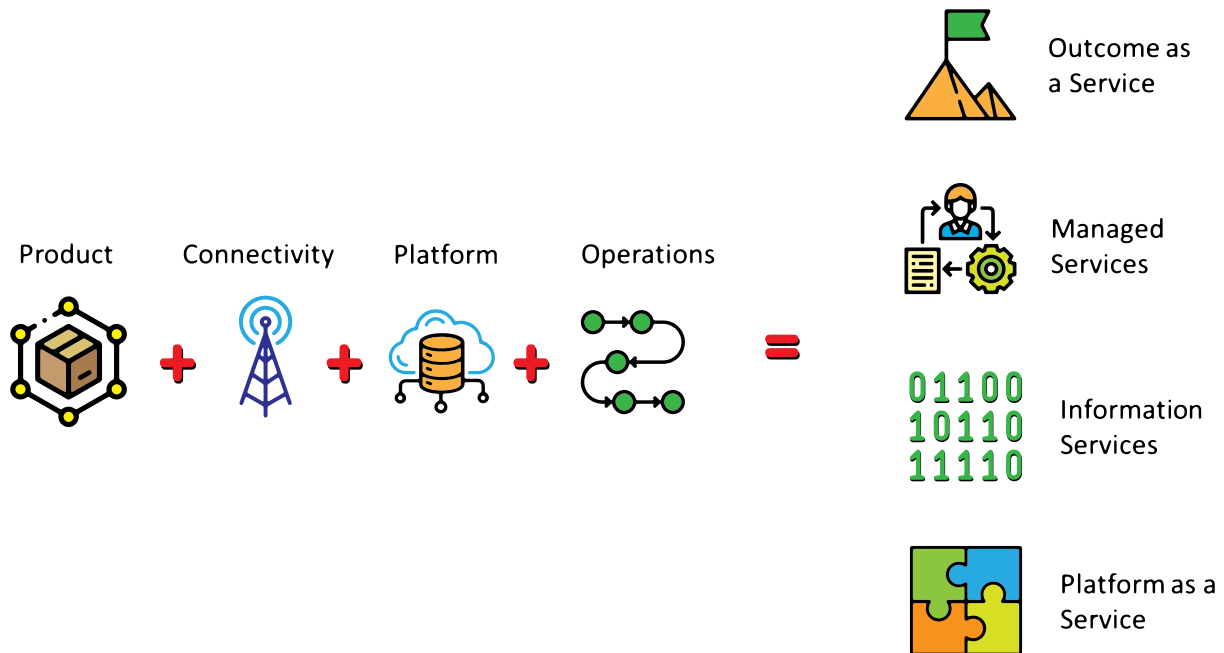 Product
Connectivity
Platform
Operations
Outcome as
a Service
Managed
Services
01100
10110
11110
Information
Services
Platform as a
Service